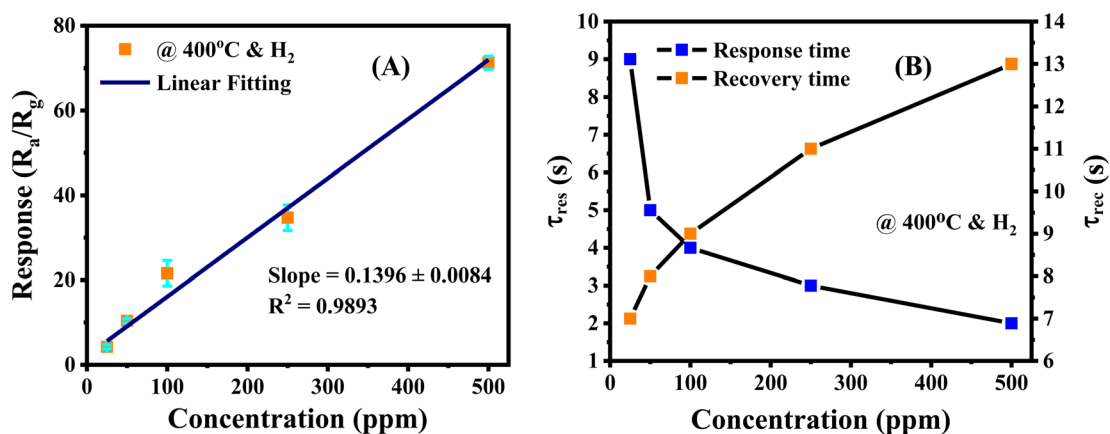 (A)
@ 400°C & H₂
Linear Fitting
Slope = 0.1396 ± 0.0084
R² = 0.9893
Response (Rₐ/R_g)
80
60
40
20
0
0 100 200 300 400 500
Concentration (ppm)
(B)
Response time
Recovery time
@ 400°C & H₂
τ_res (s)
10
9
8
7
6
5
4
3
2
1
τ_rec (s)
14
13
12
11
10
9
8
7
6
0 100 200 300 400 500
Concentration (ppm)